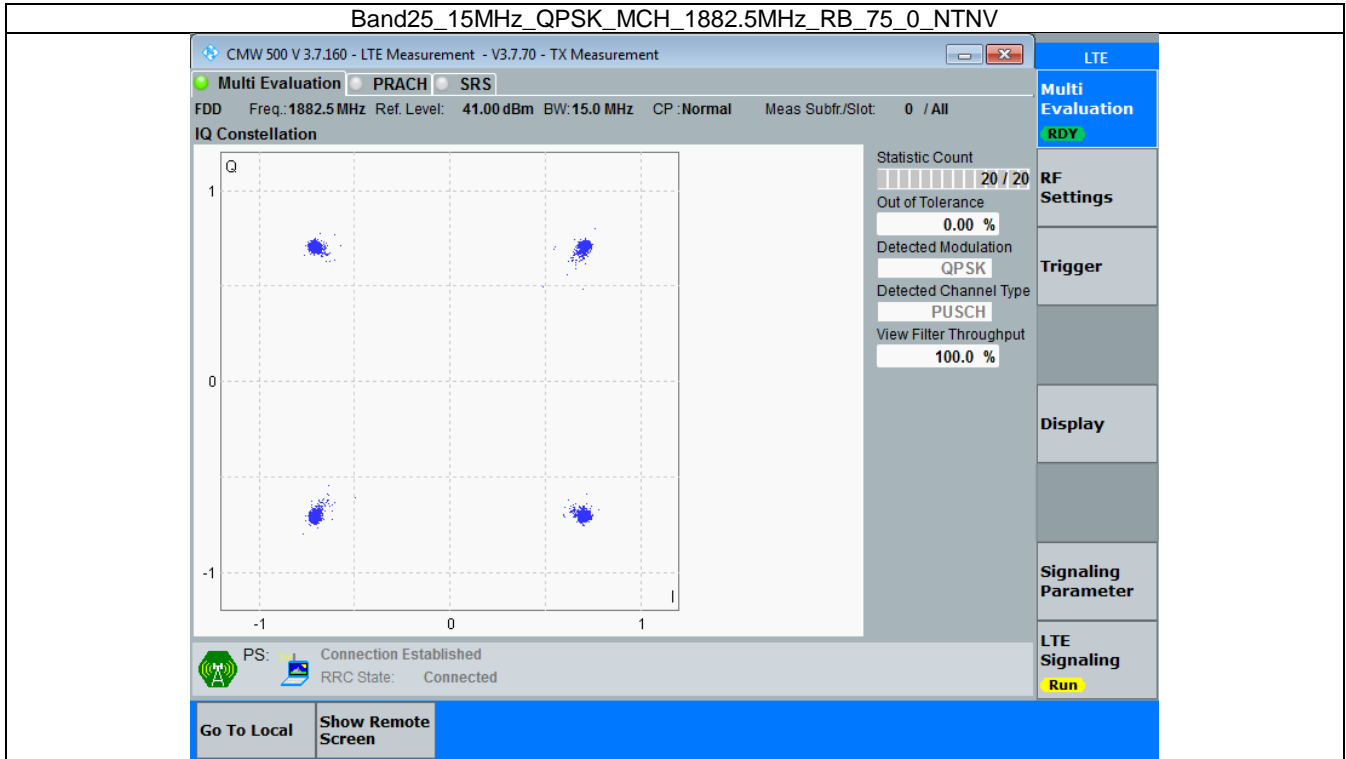 Band25_15MHz_QPSK_MCH_1882.5MHz_RB_75_0_NTNV
CMW 500 V 3.7.160 - LTE Measurement - V3.7.70 - TX Measurement
LTE
Multi Evaluation PRACH SRS
FDD Freq.:1882.5 MHz Ref. Level: 41.00 dBm BW:15.0 MHz CP :Normal Meas Subfr./Slot: 0 / All
IQ Constellation
Q
1
0
-1
I
-1 0 1
Statistic Count
20 / 20
Out of Tolerance
0.00 %
Detected Modulation
QPSK
Detected Channel Type
PUSCH
View Filter Throughput
100.0 %
Multi
Evaluation
RDY
RF
Settings
Trigger
Display
Signaling
Parameter
LTE
Signaling
Run
PS: Connection Established
RRC State: Connected
Go To Local
Show Remote
Screen